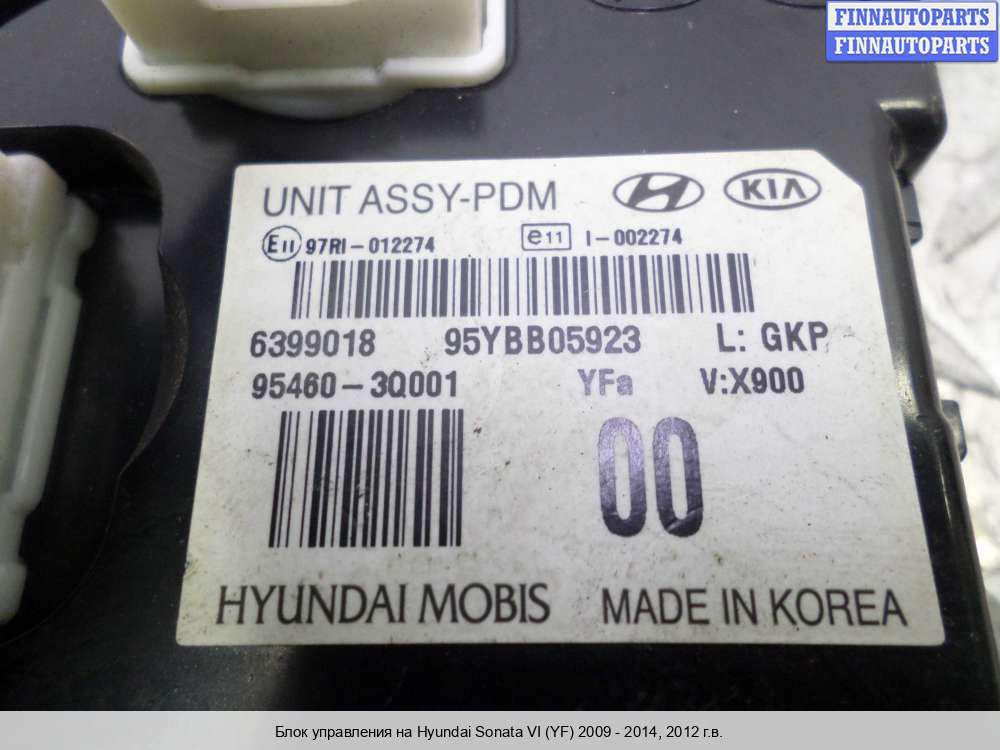 FINNAUTOPARTS
FINNAUTOPARTS
UNIT ASSY-PDM KIA
E11 97RI-012274 e11 I-002274
6399018 95YBB05923 L: GKP
95460-3Q001 YFa V:X900
00
HYUNDAI MOBIS MADE IN KOREA
Блок управления на Hyundai Sonata VI (YF) 2009 - 2014, 2012 г.в.